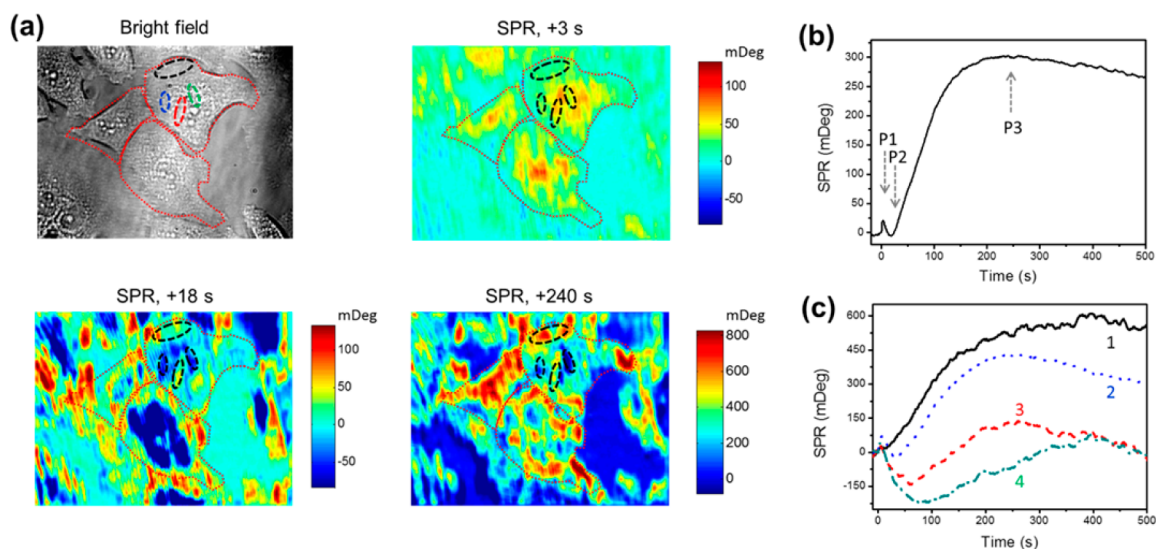 (a)
Bright field
SPR, +3 s
mDeg
100
50
0
-50
SPR, +18 s
mDeg
100
50
0
-50
SPR, +240 s
mDeg
800
600
400
200
0
(b)
300
250
200
150
100
50
0
SPR (mDeg)
P1
P2
P3
0 100 200 300 400 500
Time (s)
(c)
600
450
300
150
0
-150
SPR (mDeg)
1
2
3
4
0 100 200 300 400 500
Time (s)